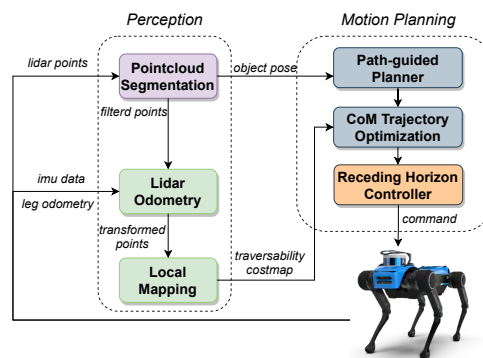 Perception
Motion Planning
lidar points
Pointcloud
Segmentation
object pose
Path-guided
Planner
filterd points
CoM Trajectory
Optimization
imu data
leg odometry
Lidar
Odometry
Receding Horizon
Controller
transformed
points
command
Local
Mapping
traversability
costmap